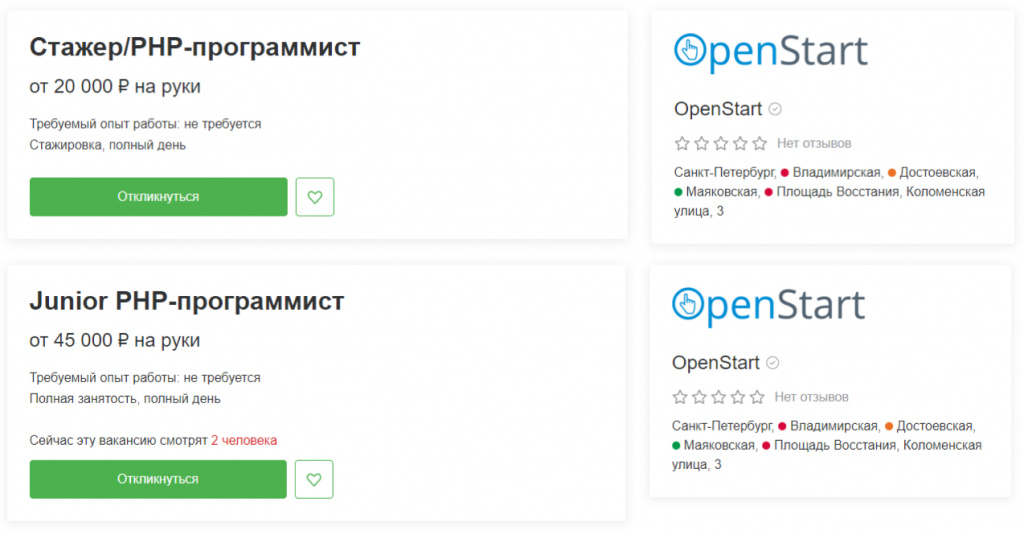 Стажер/PHP-программист
от 20 000 ₽ на руки
Требуемый опыт работы: не требуется
Стажировка, полный день
Откликнуться
OpenStart
OpenStart
Нет отзывов
Санкт-Петербург, Владимирская, Достоевская,
Маяковская, Площадь Восстания, Коломенская
улица, 3
Junior PHP-программист
от 45 000 ₽ на руки
Требуемый опыт работы: не требуется
Полная занятость, полный день
Сейчас эту вакансию смотрят 2 человека
Откликнуться
OpenStart
OpenStart
Нет отзывов
Санкт-Петербург, Владимирская, Достоевская,
Маяковская, Площадь Восстания, Коломенская
улица, 3